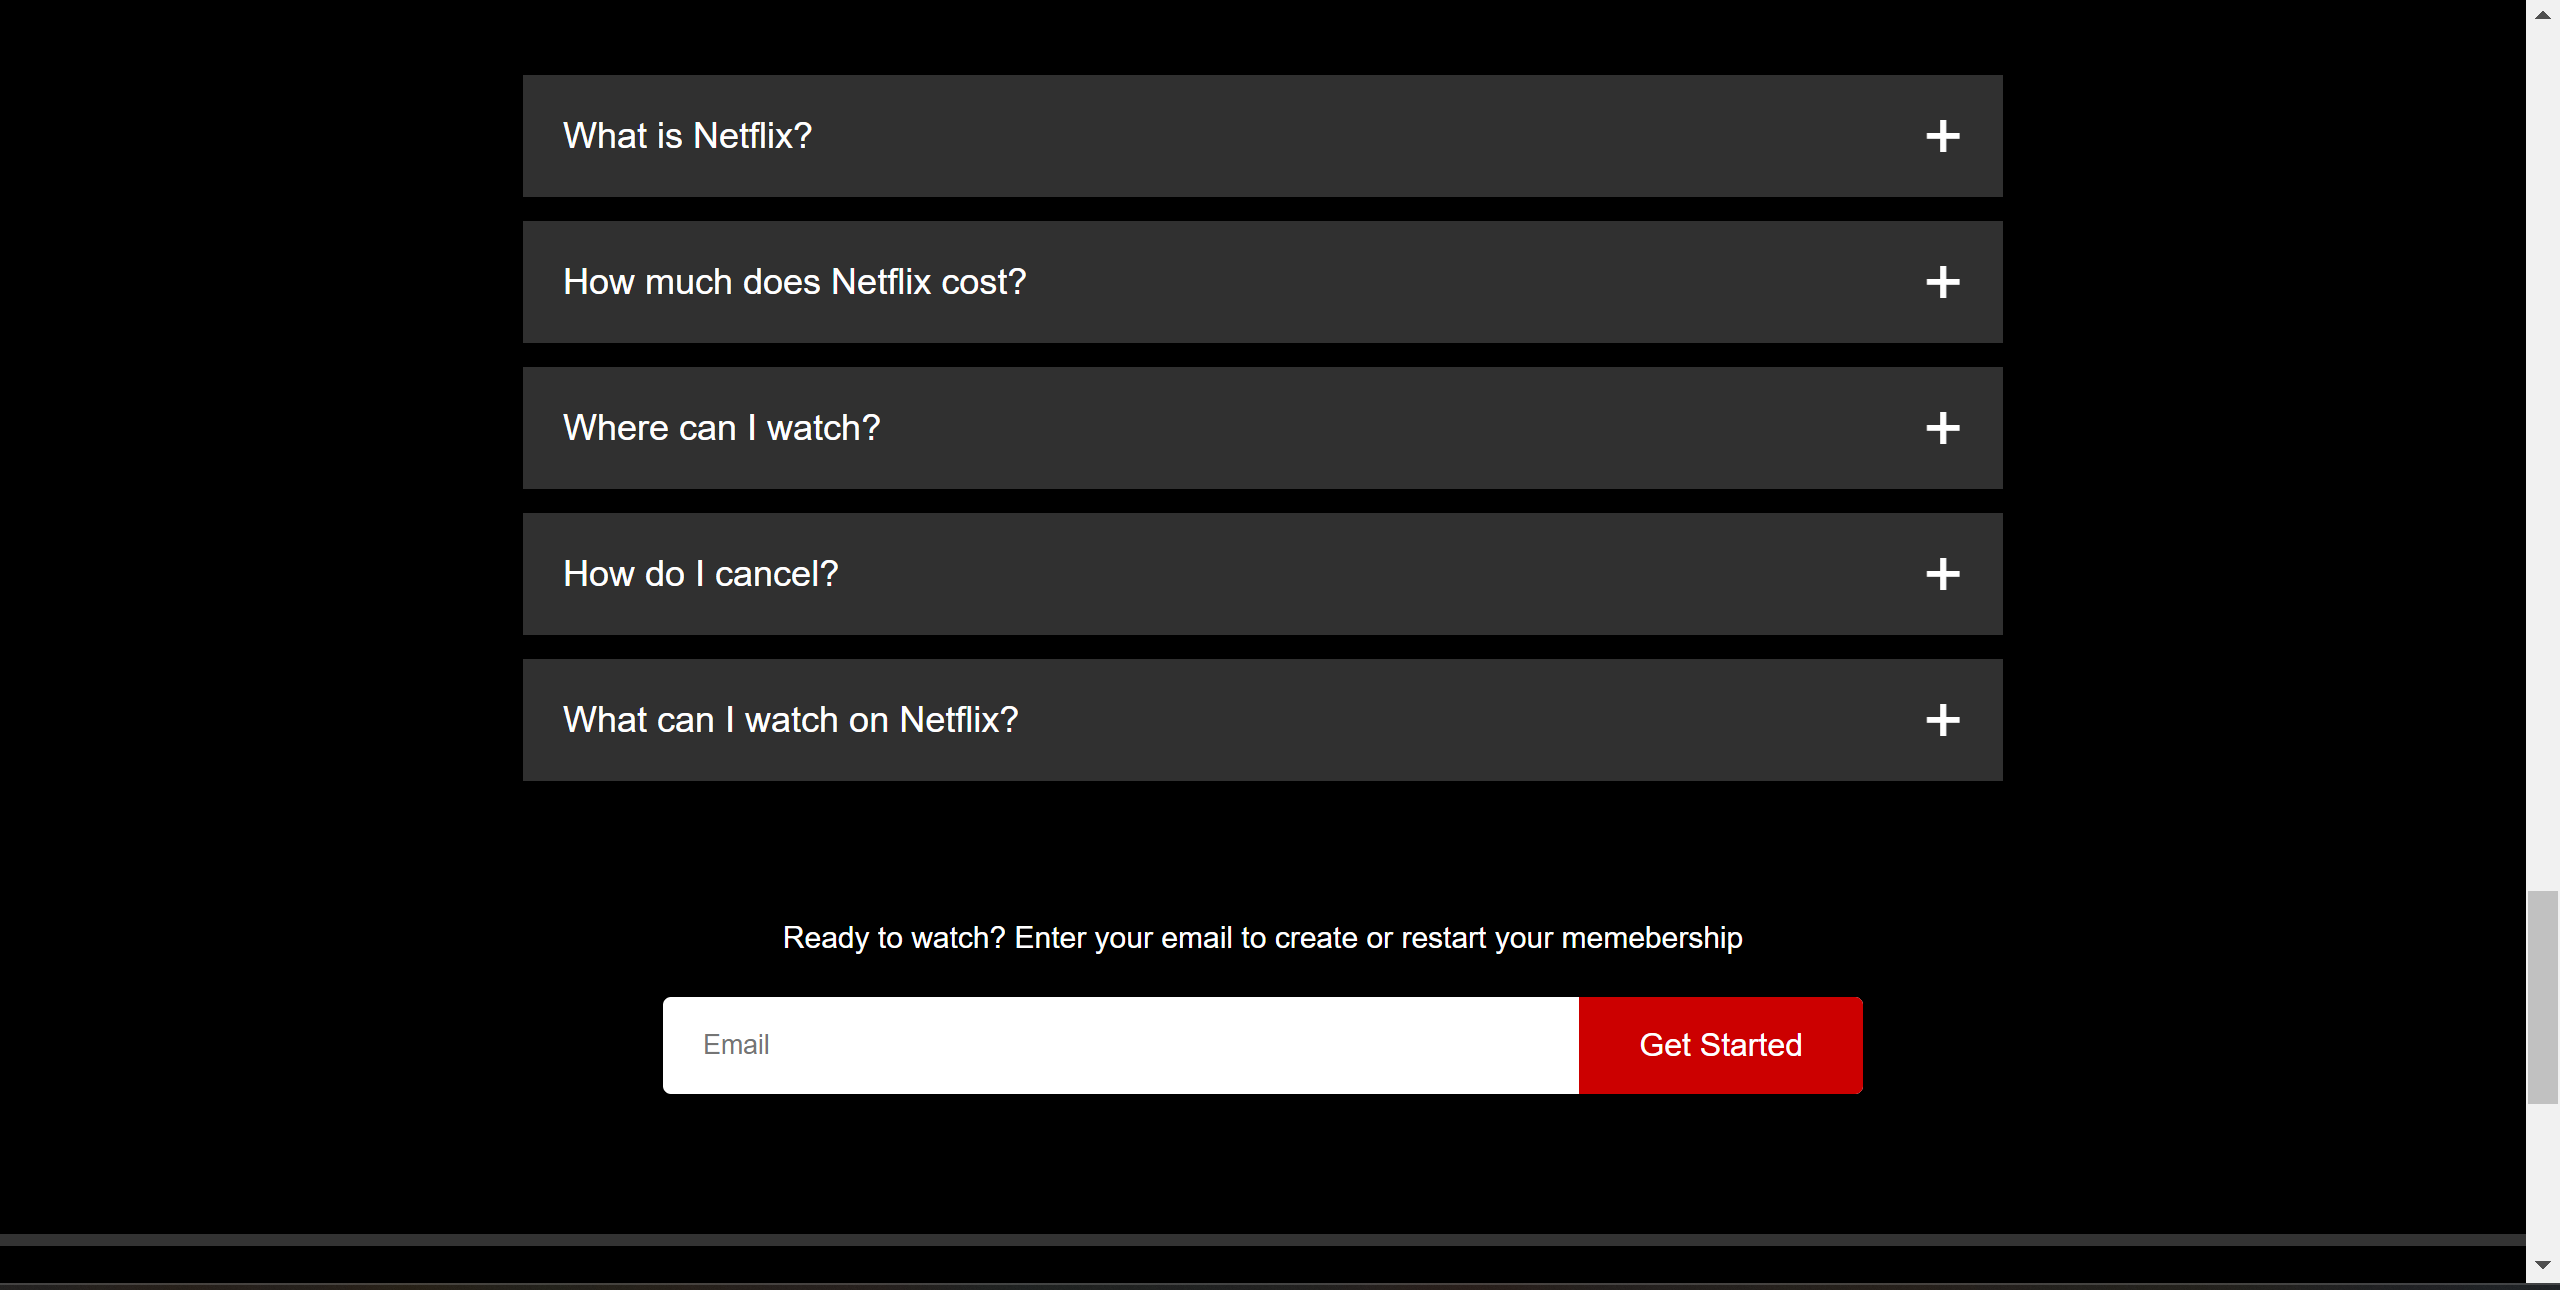 What is Netflix?
How much does Netflix cost?
Where can I watch?
How do I cancel?
What can I watch on Netflix?
Ready to watch? Enter your email to create or restart your memebership
Email
Get Started